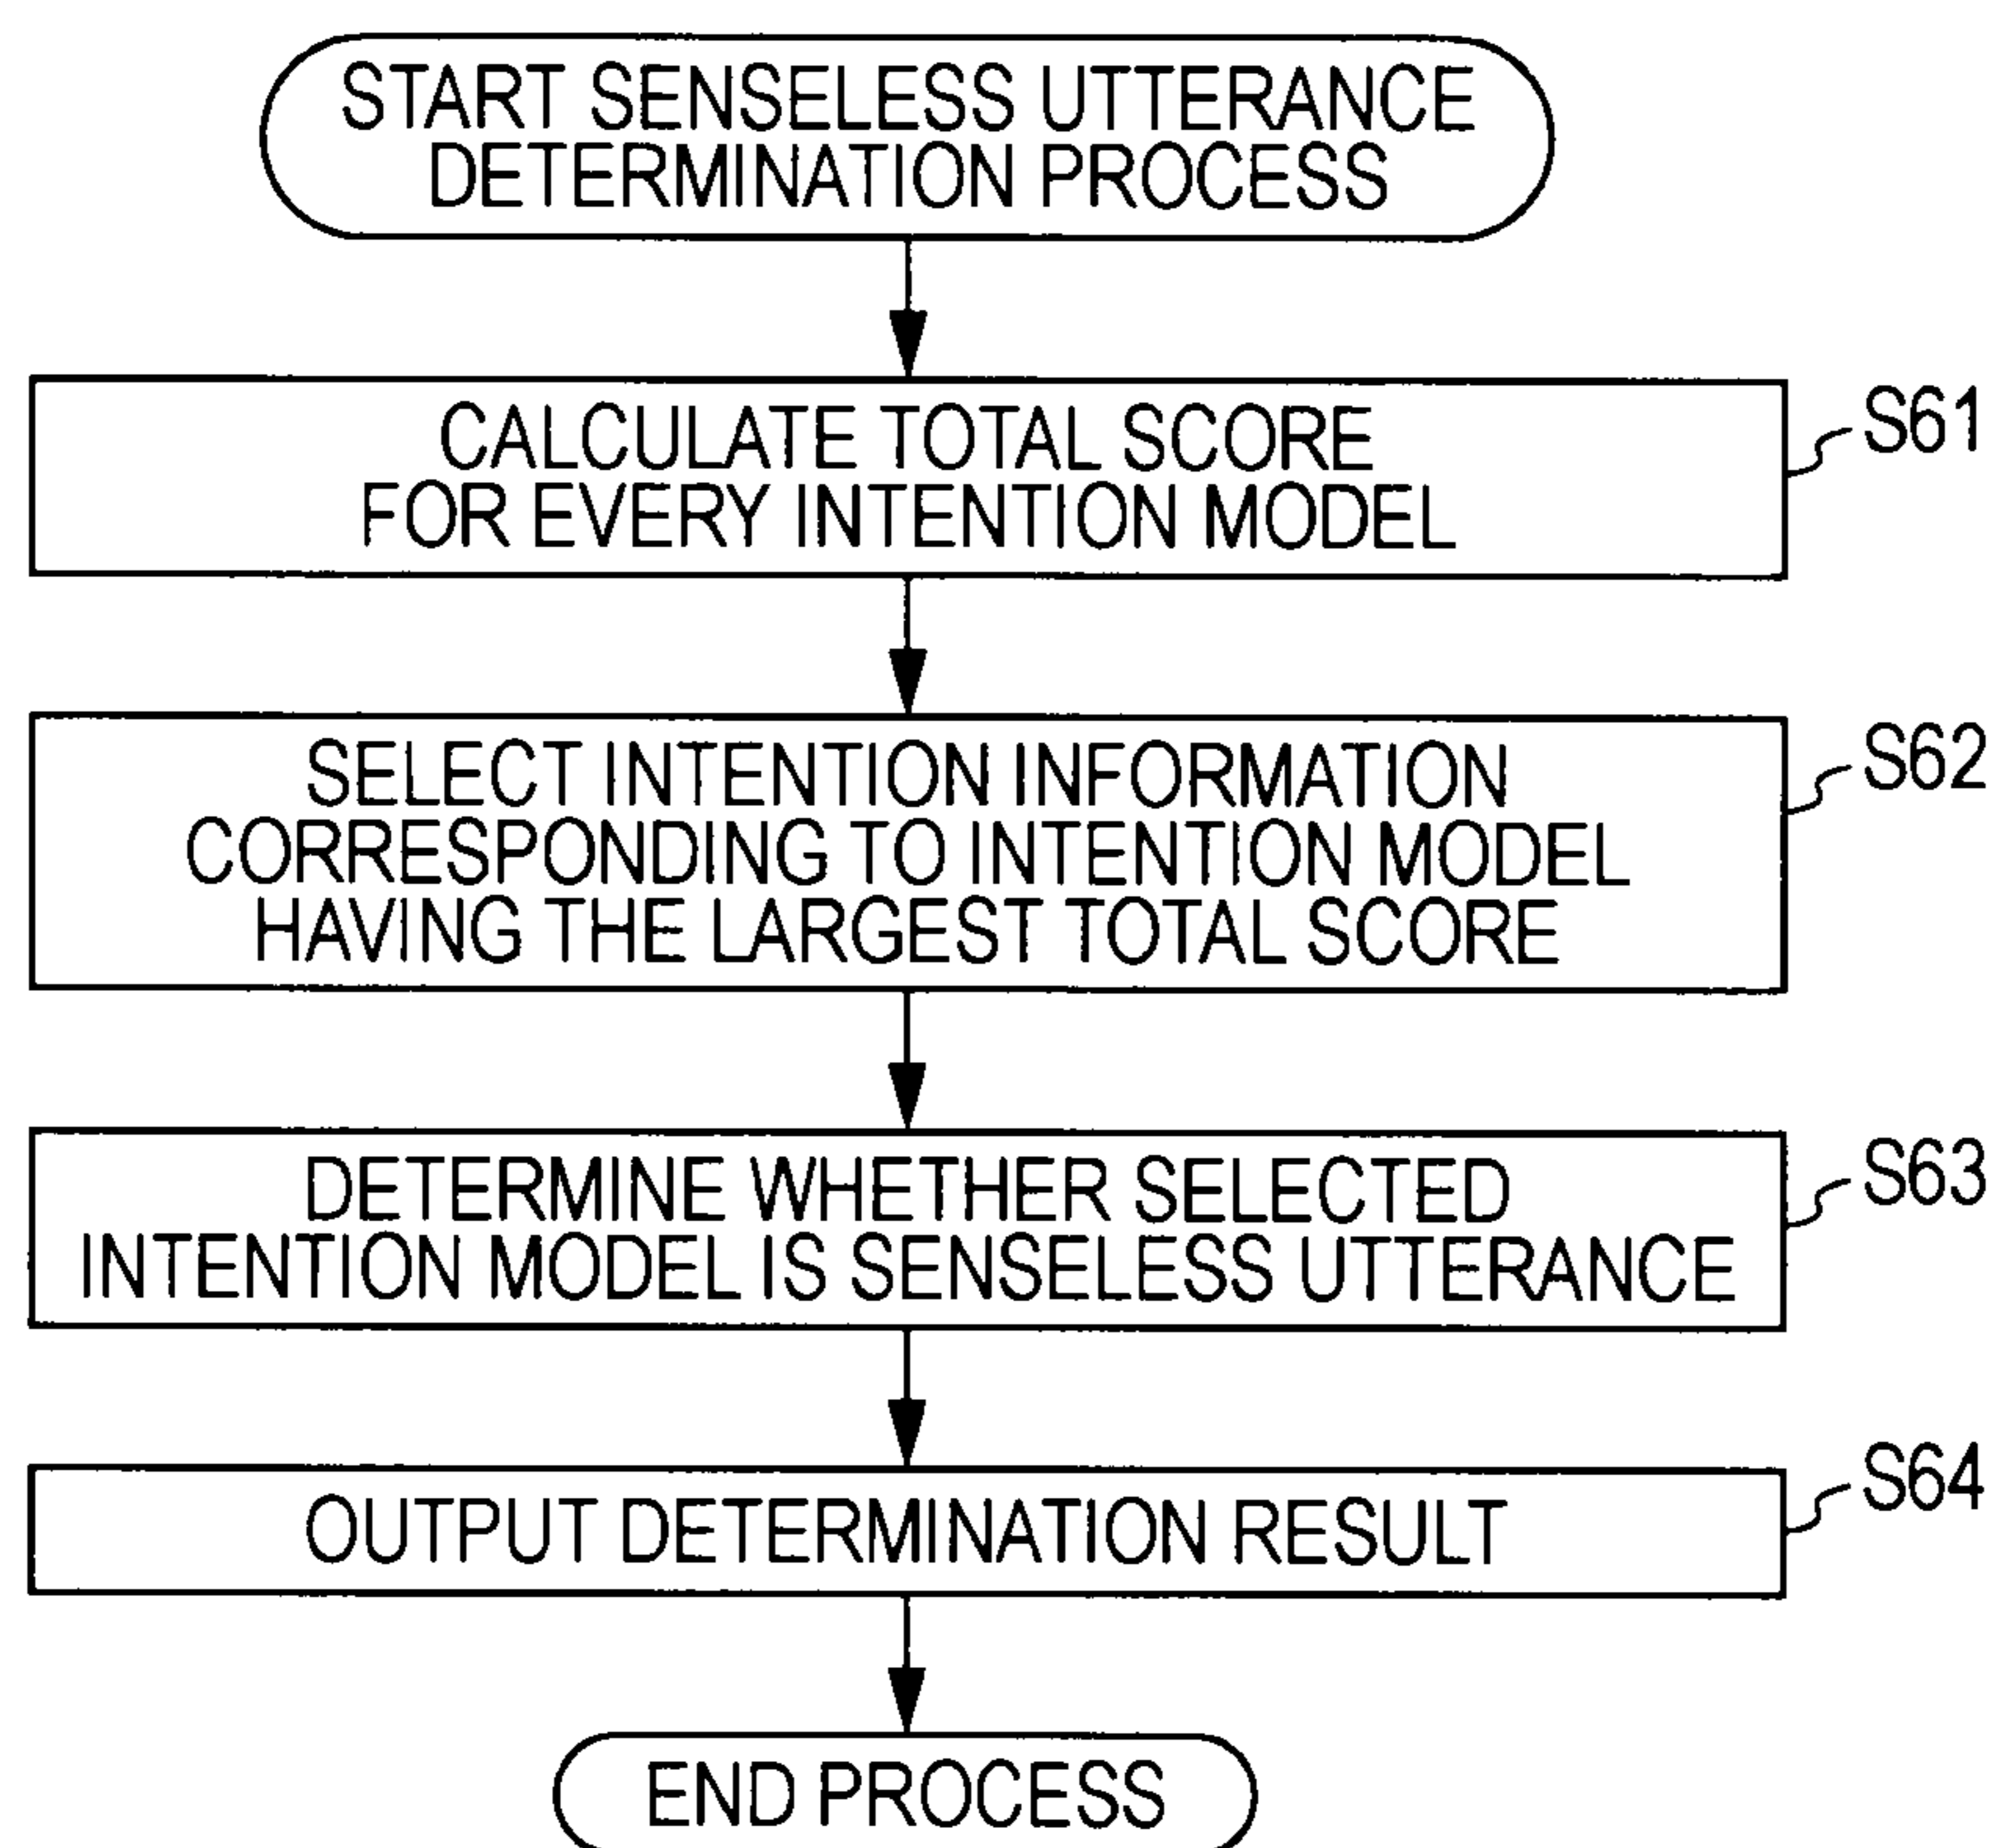 START SENSELESS UTTERANCE
DETERMINATION PROCESS
CALCULATE TOTAL SCORE
FOR EVERY INTENTION MODEL
S61
SELECT INTENTION INFORMATION
CORRESPONDING TO INTENTION MODEL
HAVING THE LARGEST TOTAL SCORE
S62
DETERMINE WHETHER SELECTED
INTENTION MODEL IS SENSELESS UTTERANCE
S63
OUTPUT DETERMINATION RESULT
S64
END PROCESS